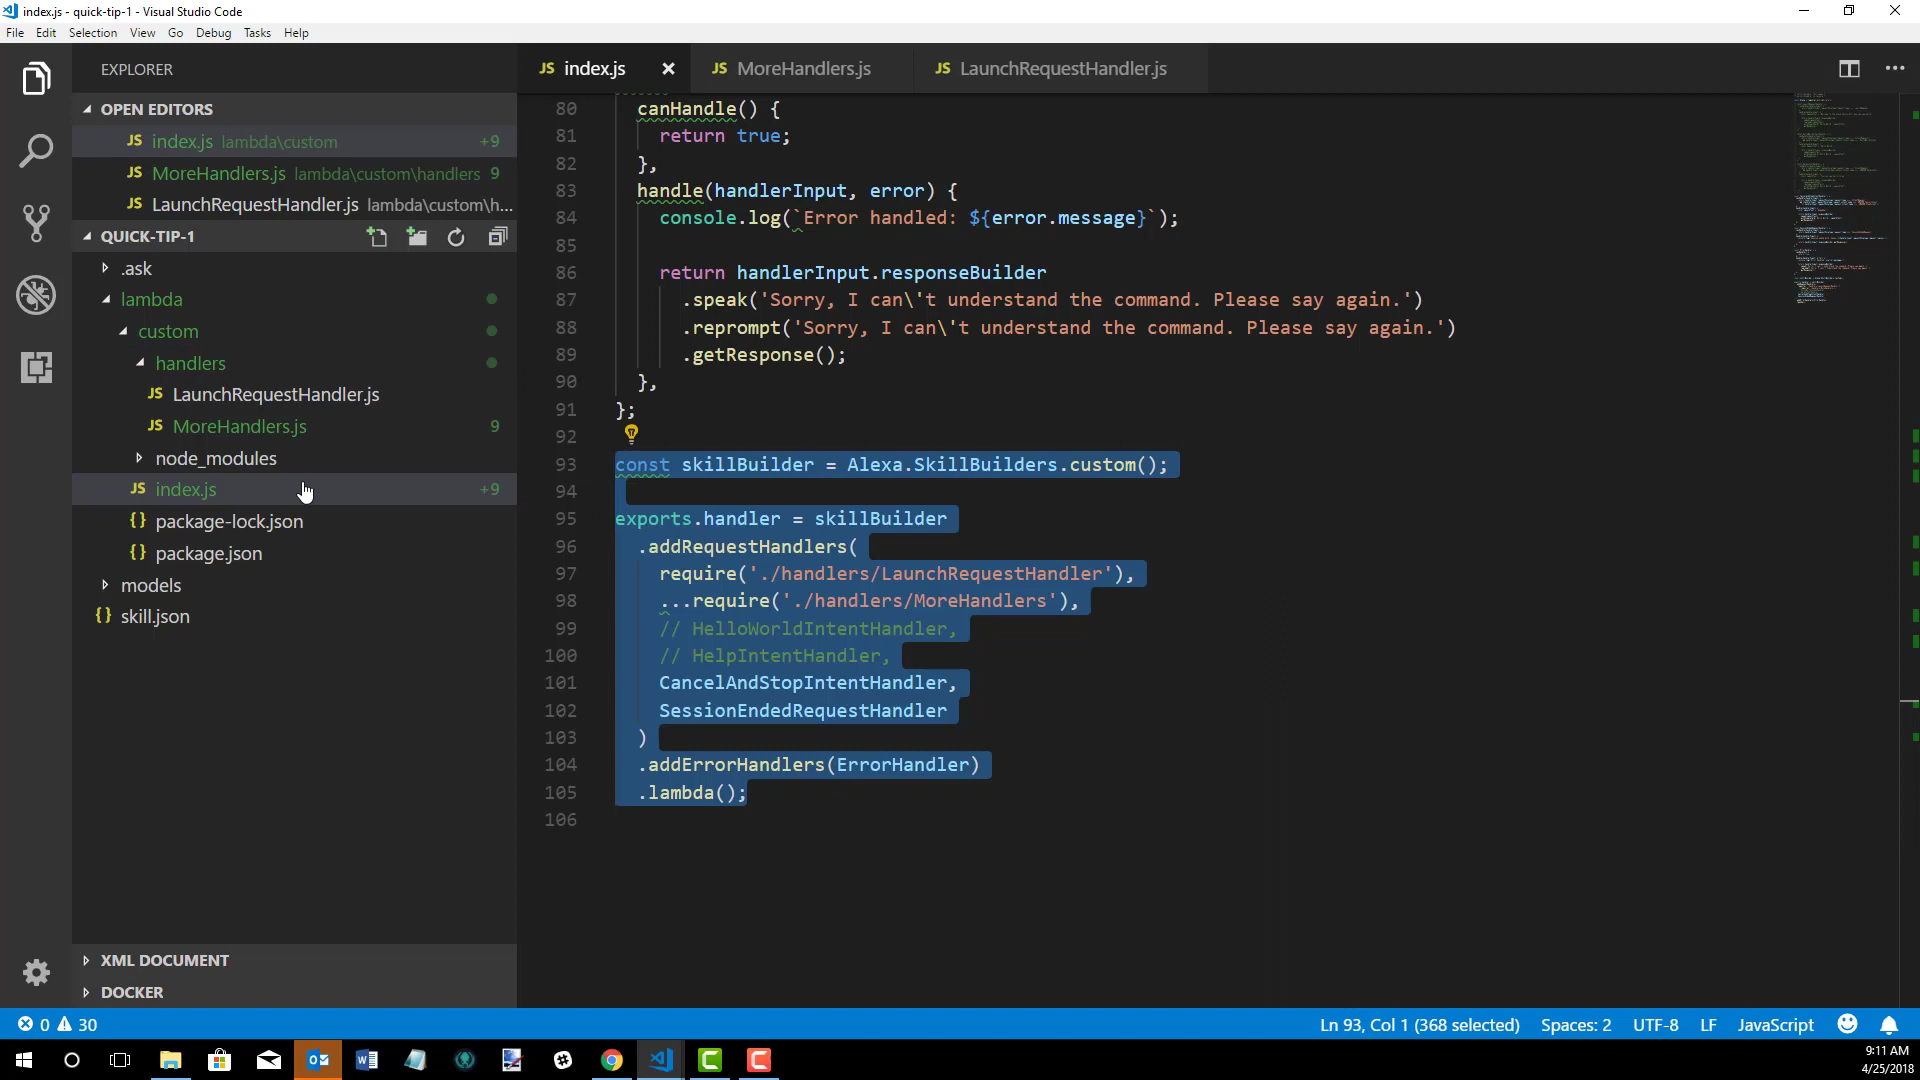 index.js - quick-tip-1 - Visual Studio Code
File Edit Selection View Go Debug Tasks Help
EXPLORER
OPEN EDITORS
JS index.js lambda\custom +9
JS MoreHandlers.js lambda\custom\handlers 9
JS LaunchRequestHandler.js lambda\custom\h...
QUICK-TIP-1
.ask
lambda
custom
handlers
JS LaunchRequestHandler.js
JS MoreHandlers.js 9
node_modules
JS index.js +9
{} package-lock.json
{} package.json
models
{} skill.json
XML DOCUMENT
DOCKER
JS index.js JS MoreHandlers.js JS LaunchRequestHandler.js
80 canHandle() {
81 return true;
82 },
83 handle(handlerInput, error) {
84 console.log(`Error handled: ${error.message}`);
85
86 return handlerInput.responseBuilder
87 .speak('Sorry, I can\'t understand the command. Please say again.')
88 .reprompt('Sorry, I can\'t understand the command. Please say again.')
89 .getResponse();
90 },
91 };
92
93 const skillBuilder = Alexa.SkillBuilders.custom();
94
95 exports.handler = skillBuilder
96 .addRequestHandlers(
97 require('./handlers/LaunchRequestHandler'),
98 ...require('./handlers/MoreHandlers'),
99 // HelloWorldIntentHandler,
100 // HelpIntentHandler,
101 CancelAndStopIntentHandler,
102 SessionEndedRequestHandler
103 )
104 .addErrorHandlers(ErrorHandler)
105 .lambda();
106
0 30 Ln 93, Col 1 (368 selected) Spaces: 2 UTF-8 LF JavaScript
9:11 AM
4/25/2018